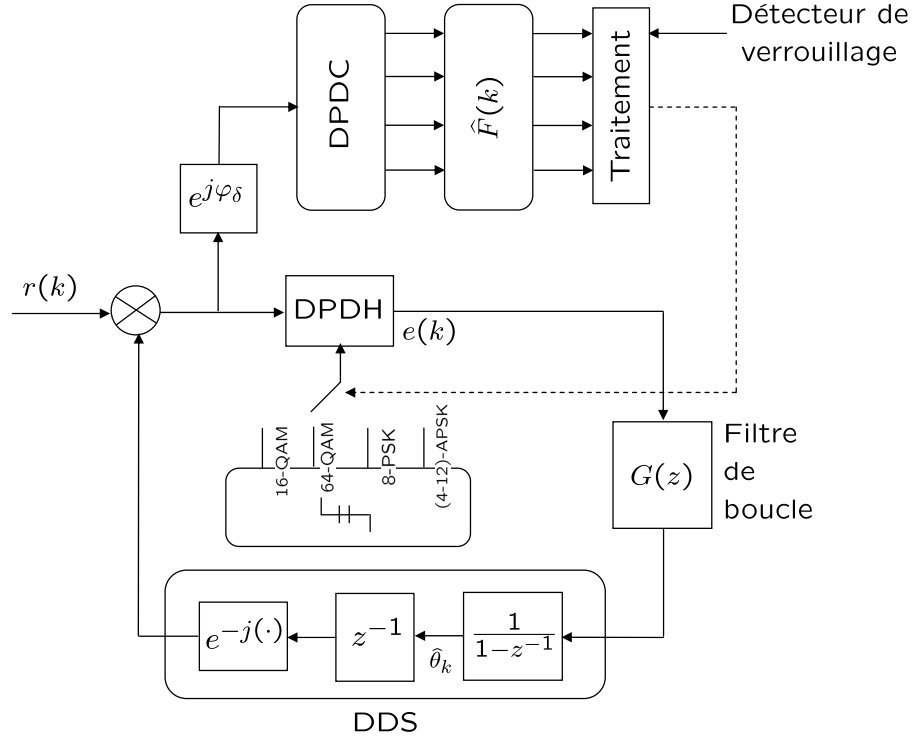 Détecteur de
verrouillage
DPDC
F̂(k)
Traitement
e^{jφ_δ}
r(k)
DPDH
e(k)
16-QAM
64-QAM
8-PSK
(4-12)-APSK
G(z)
Filtre
de
boucle
e^{-j(·)}
z^{-1}
θ̂_k
1
1-z^{-1}
DDS